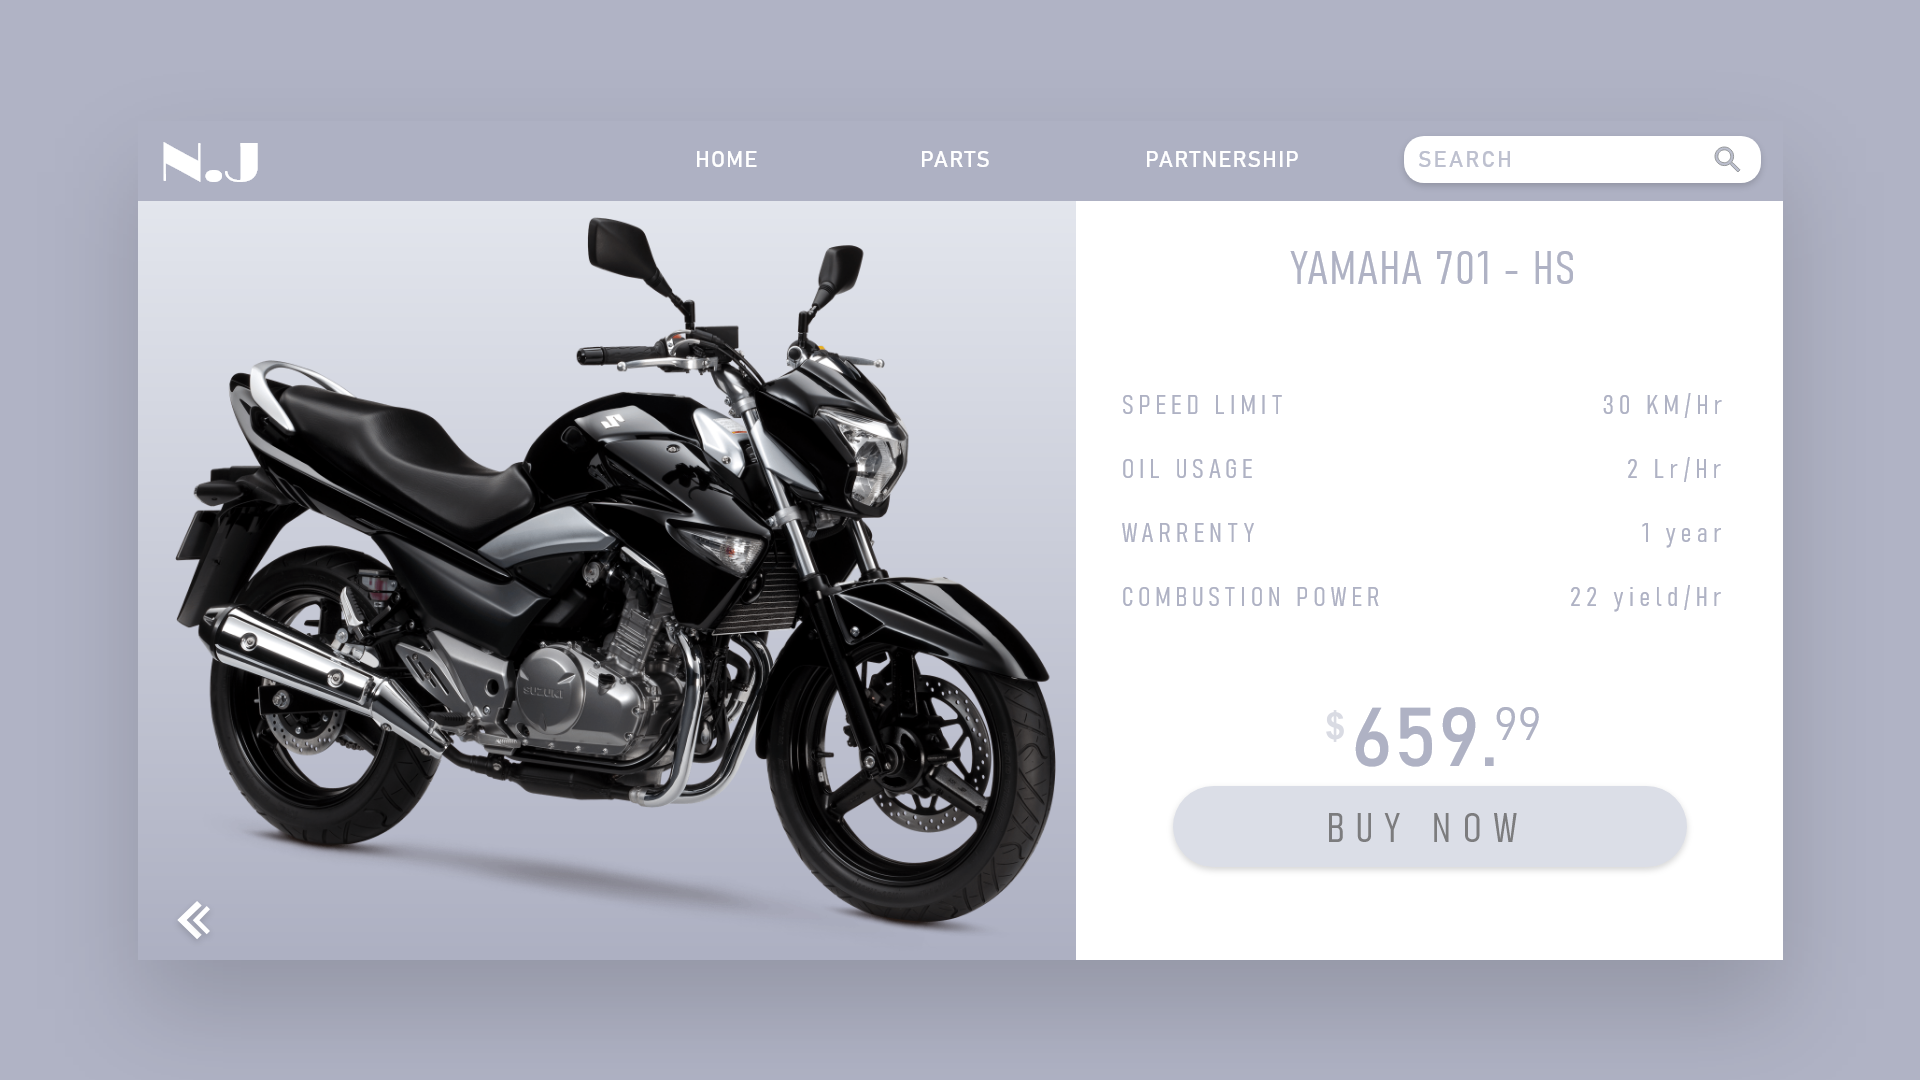 N.J
HOME
PARTS
PARTNERSHIP
SEARCH
SUZUKI
YAMAHA 701 - HS
SPEED LIMIT 30 KM/Hr
OIL USAGE 2 Lr/Hr
WARRENTY 1 year
COMBUSTION POWER 22 yield/Hr
$659.99
BUY NOW